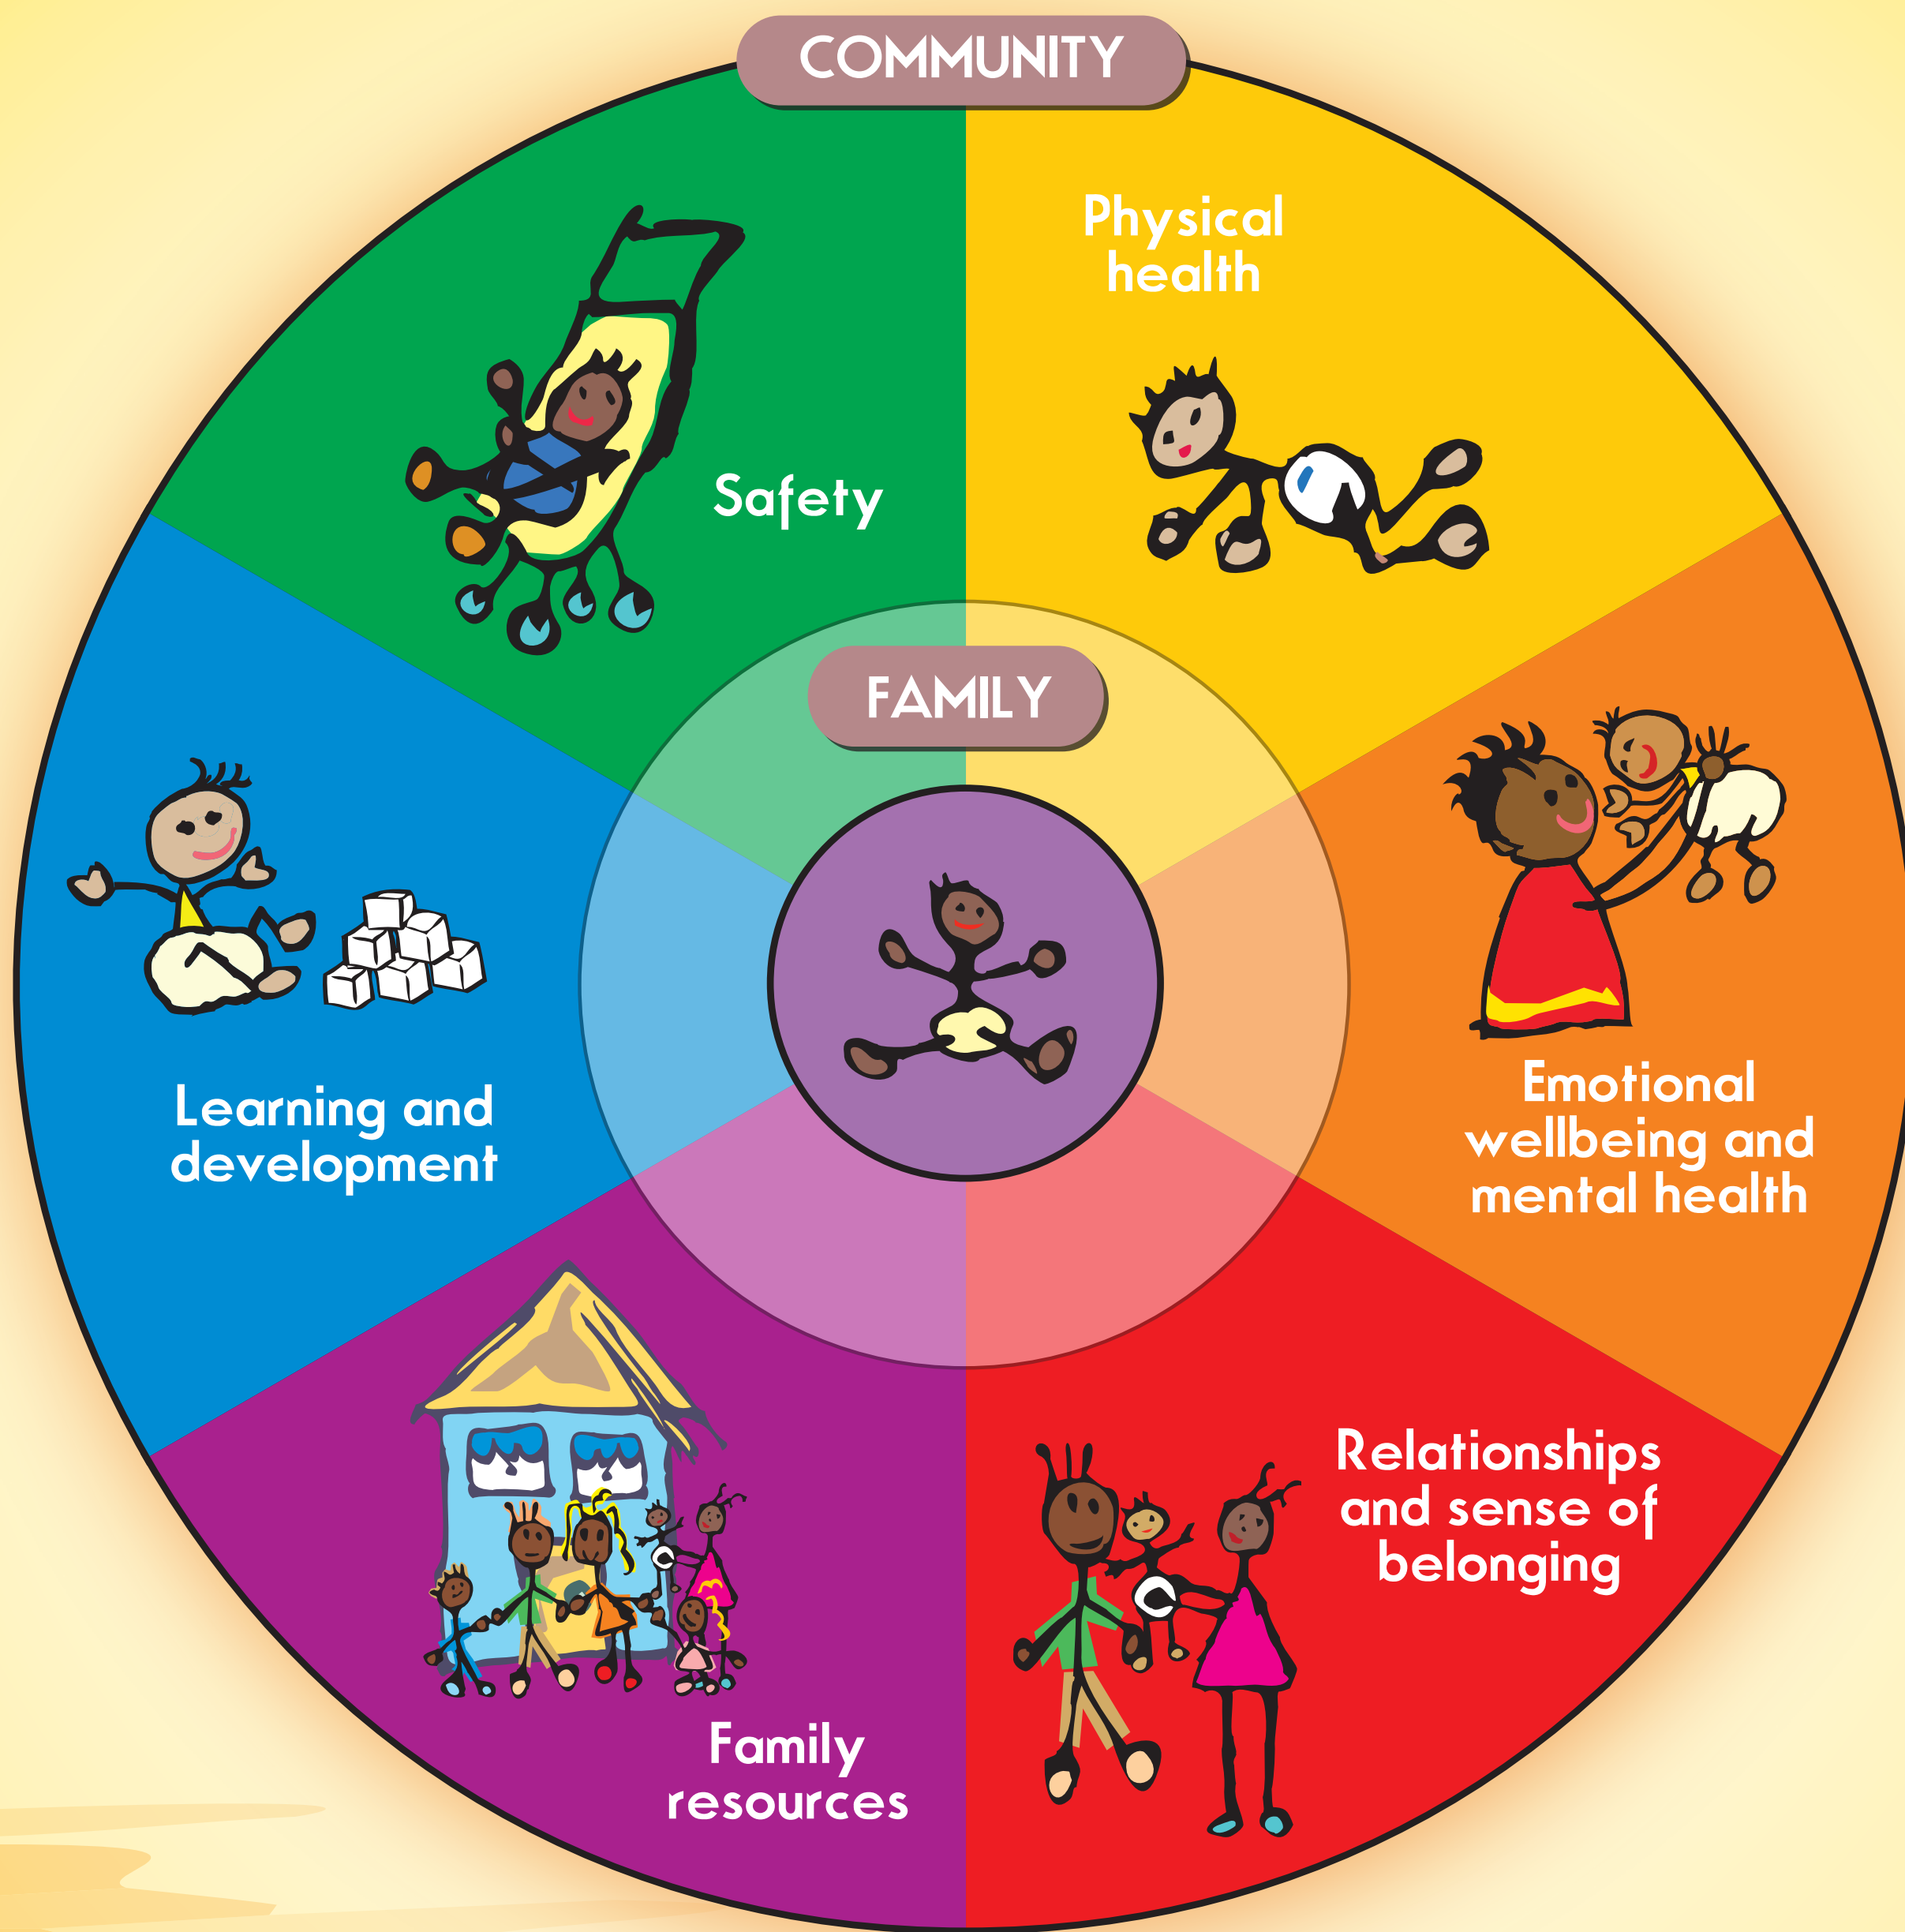 COMMUNITY
Physical
health
Safety
FAMILY
Emotional
wellbeing and
mental health
Learning and
development
Relationships
and sense of
belonging
Family
resources